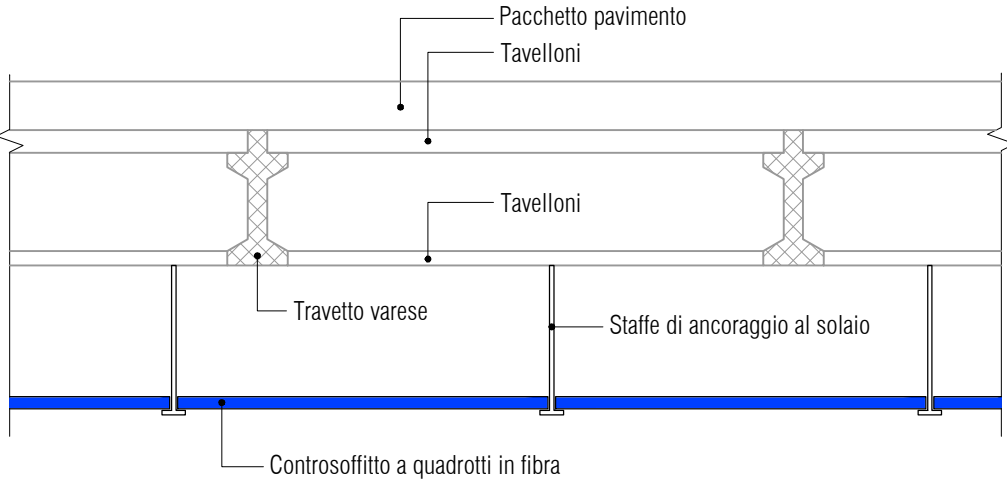 Pacchetto pavimento
Tavelloni
Tavelloni
Travetto varese
Staffe di ancoraggio al solaio
Controsoffitto a quadrotti in fibra